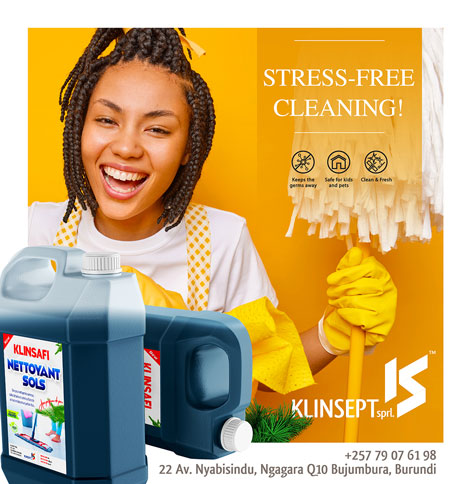 STRESS-FREE
CLEANING!
Keeps the
germs away
Safe for kids
and pets
Clean & Fresh
KLINSAFI
NETTOYANT
SOLS
KLINSAFI
KLINSEPT sprl.
TM
+257 79 07 61 98
22 Av. Nyabisindu, Ngagara Q10 Bujumbura, Burundi